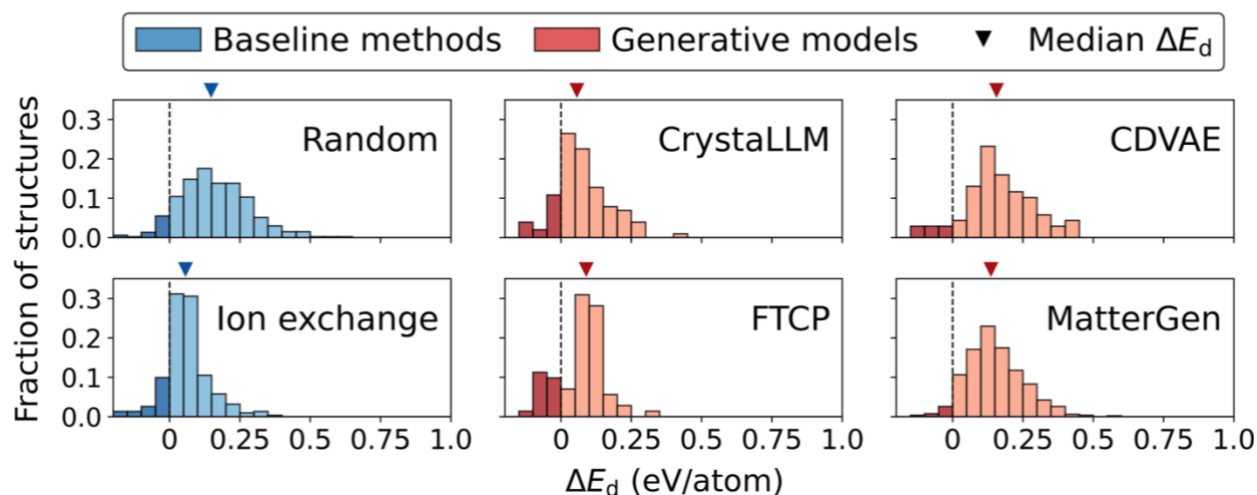 Baseline methods Generative models Median ΔE_d
Fraction of structures
0.3
0.2
0.1
0.0
Random
CrystaLLM
CDVAE
0.3
0.2
0.1
0.0
Ion exchange
FTCP
MatterGen
0 0.25 0.5 0.75 1.0 0 0.25 0.5 0.75 1.0 0 0.25 0.5 0.75 1.0
ΔE_d (eV/atom)